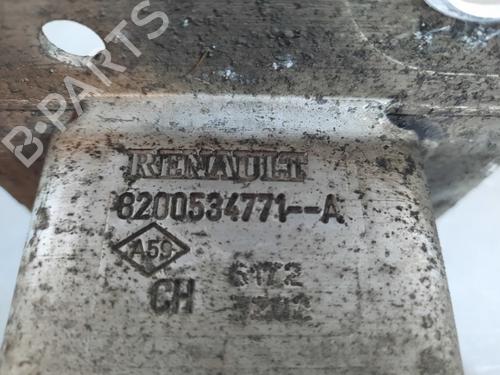 B-PARTS
RENAULT
8200534771--A
A59
CH 6172